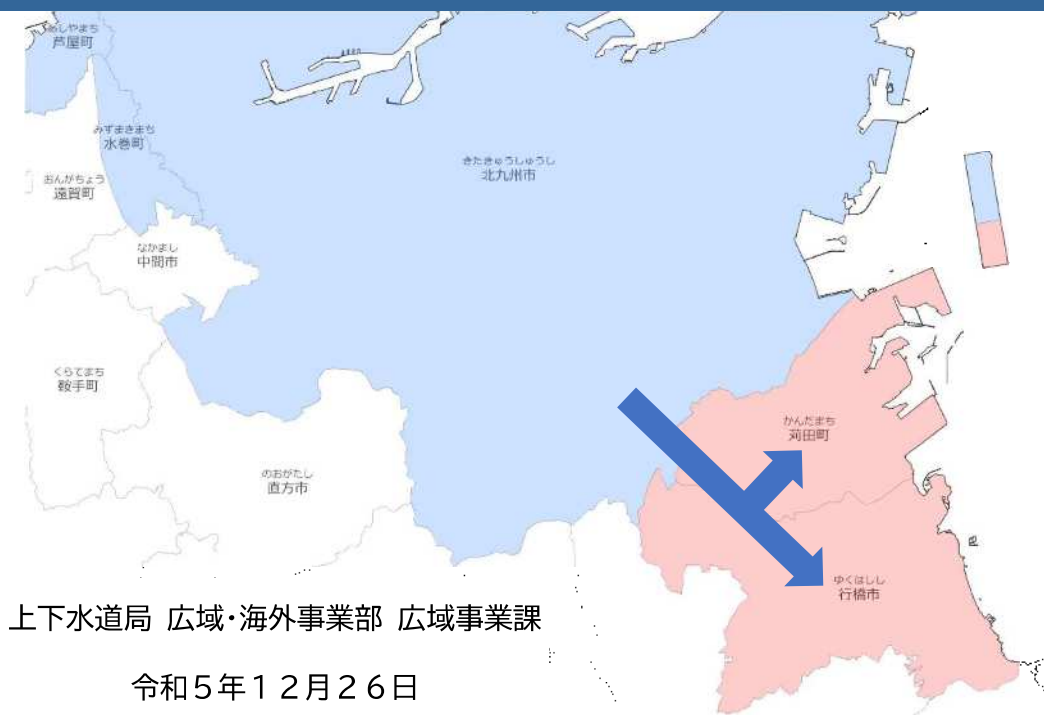 あしやまち
芦屋町
みずまきまち
水巻町
おんがちょう
遠賀町
なかまし
中間市
きたきゅうしゅうし
北九州市
くらてまち
鞍手町
のおがたし
直方市
かんだまち
苅田町
ゆくはしし
行橋市
上下水道局 広域・海外事業部 広域事業課
令和5年12月26日